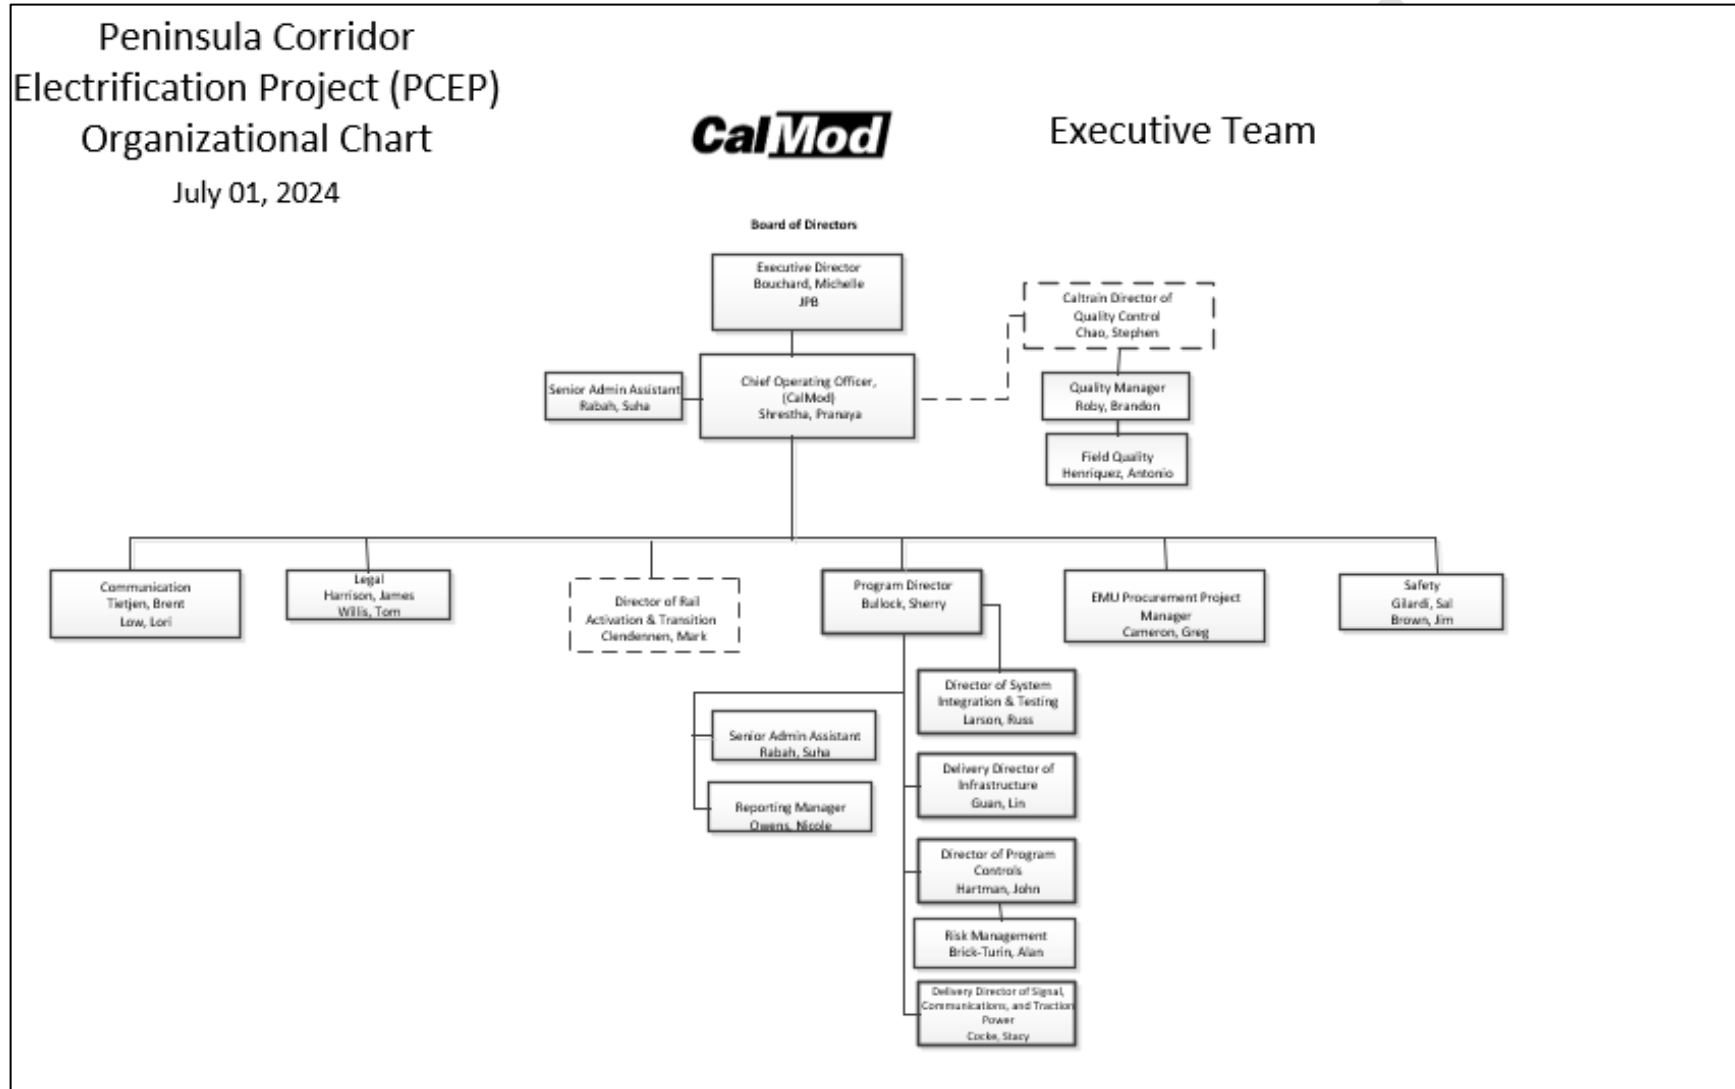 Peninsula Corridor
Electrification Project (PCEP)
Organizational Chart
July 01, 2024
CalMod
Executive Team
Board of Directors
Executive Director
Bouchard, Michelle
JPB
Caltrain Director of
Quality Control
Chao, Stephen
Senior Admin Assistant
Rabah, Suha
Chief Operating Officer,
(CalMod)
Shrestha, Pranaya
Quality Manager
Roby, Brandon
Field Quality
Henriquez, Antonio
Communication
Tietjen, Brent
Low, Lori
Legal
Harrison, James
Willis, Tom
Director of Rail
Activation & Transition
Clendennen, Mark
Program Director
Bullock, Sherry
EMU Procurement Project
Manager
Cameron, Greg
Safety
Gilardi, Sal
Brown, Jim
Director of System
Integration & Testing
Larson, Russ
Senior Admin Assistant
Rabah, Suha
Delivery Director of
Infrastructure
Guan, Lin
Reporting Manager
Owens, Nicole
Director of Program
Controls
Hartman, John
Risk Management
Brick-Turin, Alan
Delivery Director of Signal,
Communications, and Traction
Power
Cocke, Stacy